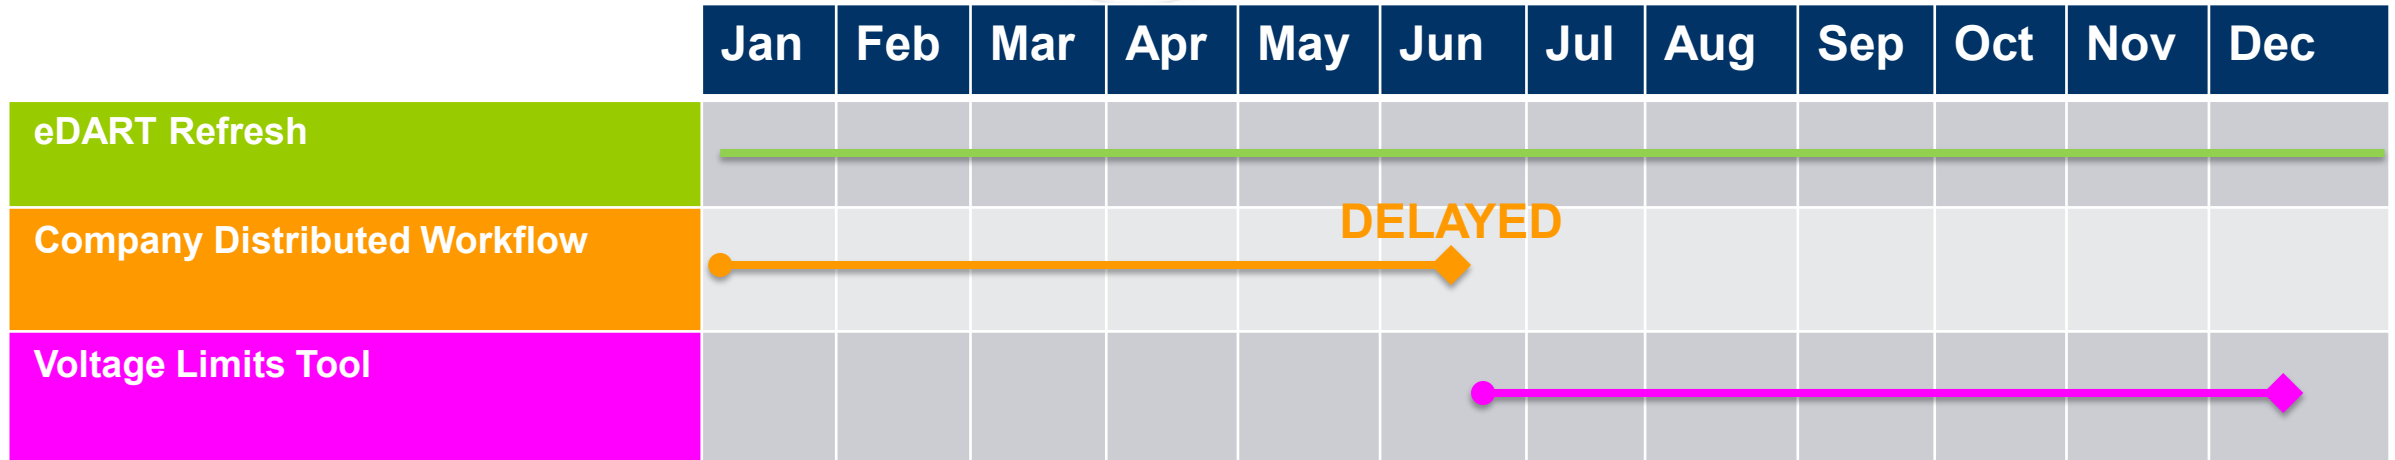 Jan Feb Mar Apr May Jun Jul Aug Sep Oct Nov Dec
eDART Refresh
DELAYED
Company Distributed Workflow
Voltage Limits Tool